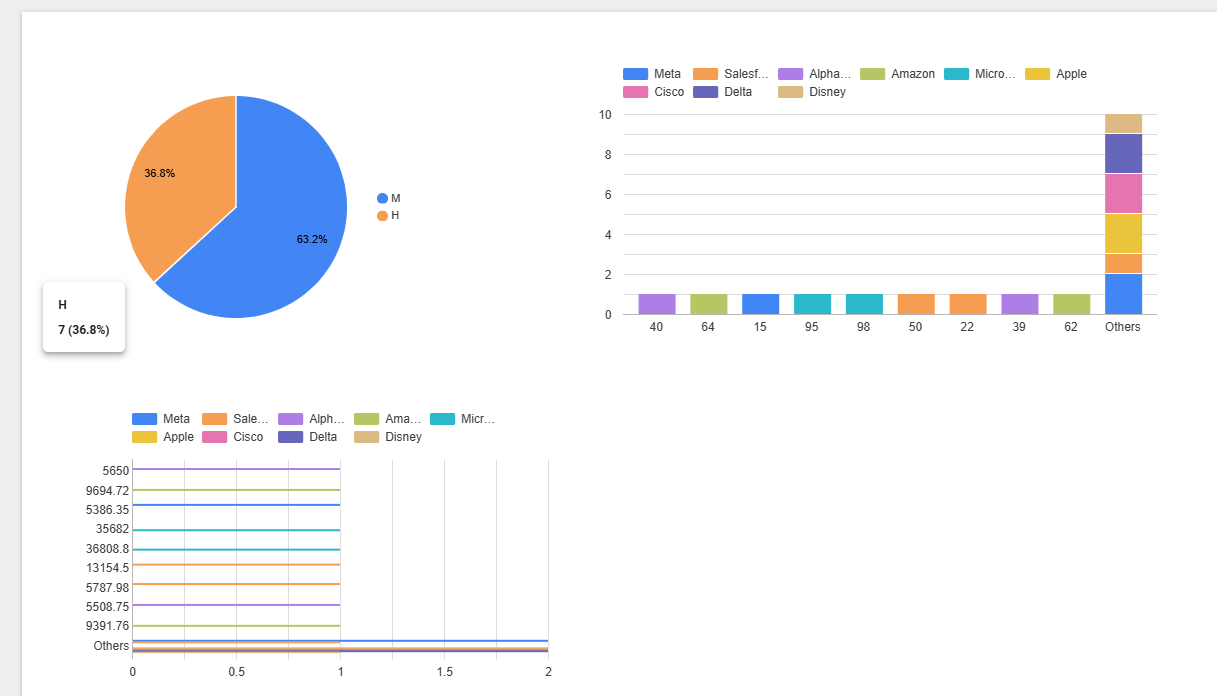 36.8%
63.2%
M
H
H
7 (36.8%)
Meta Salesf... Alpha... Amazon Micro... Apple
Cisco Delta Disney
10
8
6
4
2
0
40 64 15 95 98 50 22 39 62 Others
Meta Sale... Alph... Ama... Micr...
Apple Cisco Delta Disney
5650
9694.72
5386.35
35682
36808.8
13154.5
5787.98
5508.75
9391.76
Others
0 0.5 1 1.5 2